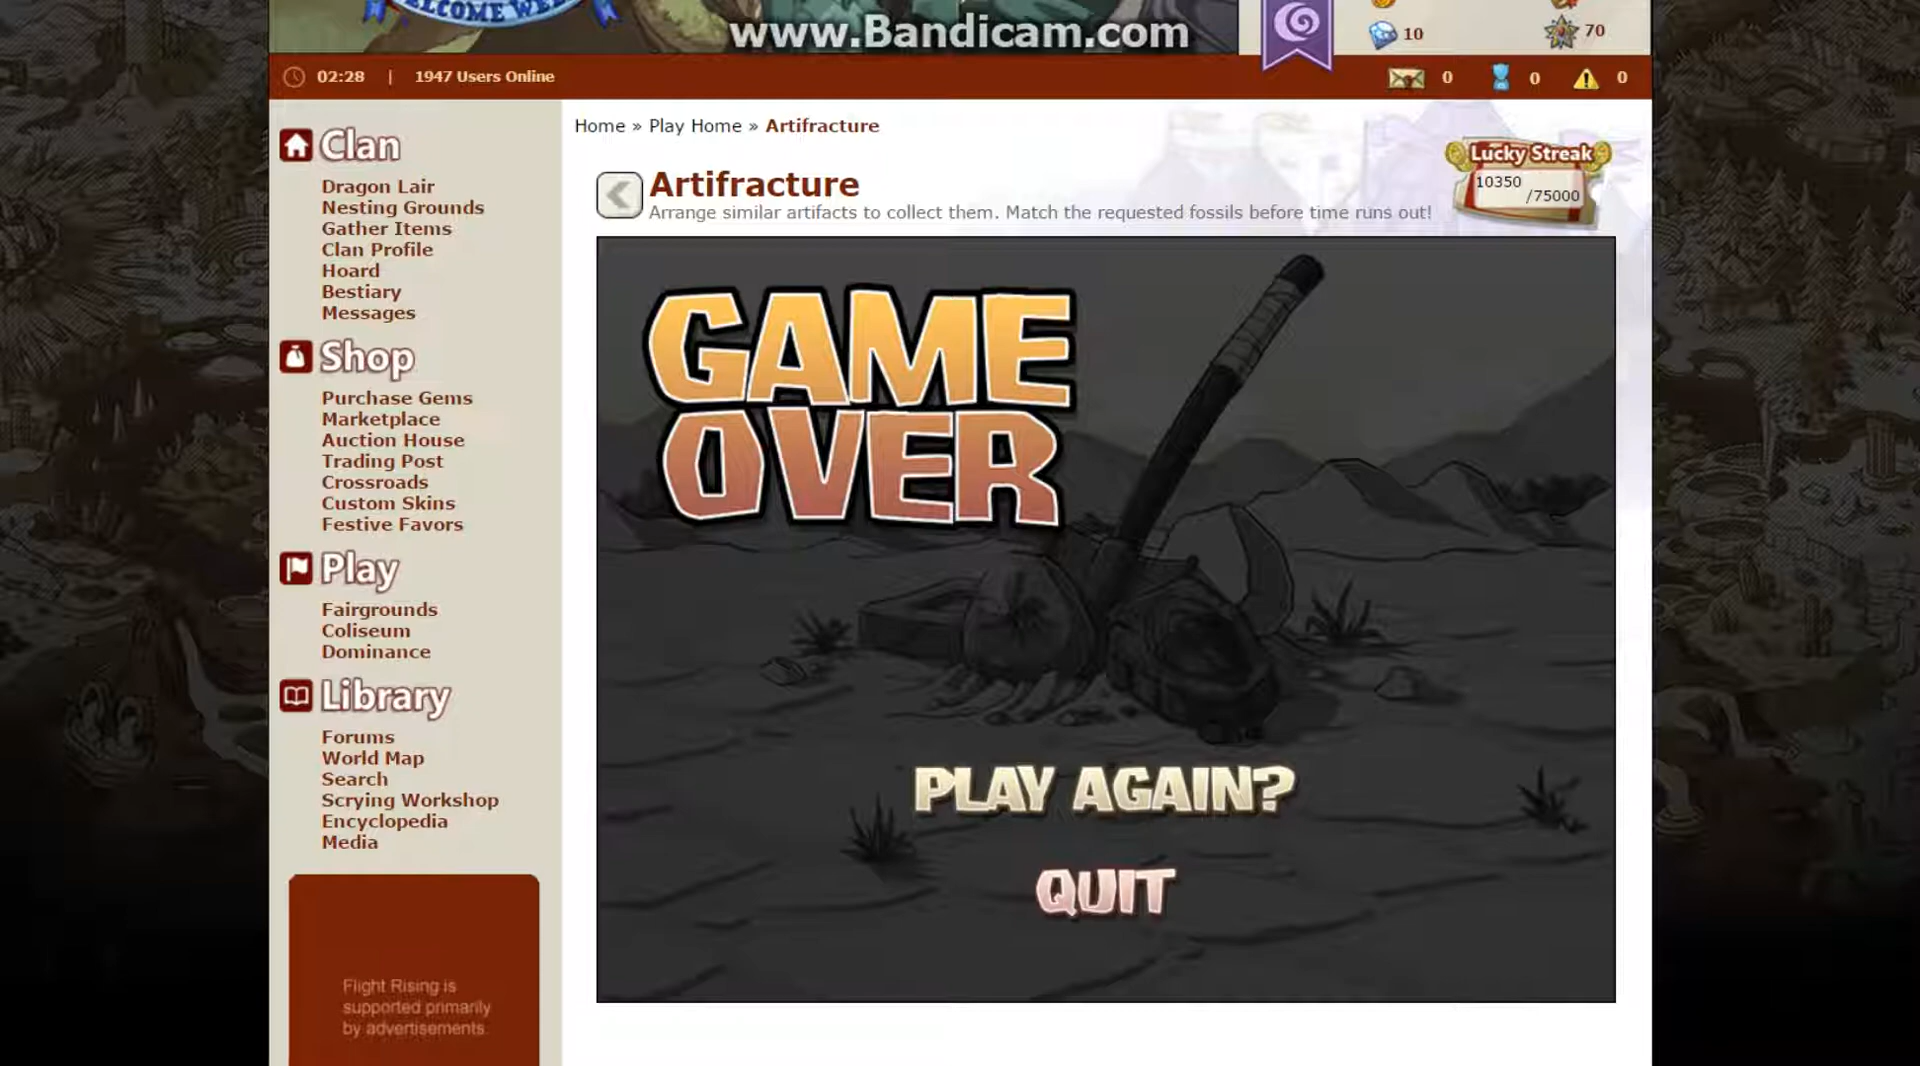 www.Bandicam.com
10
70
02:28 | 1947 Users Online
0
0
0
Home » Play Home » Artifracture
Clan
Dragon Lair
Nesting Grounds
Gather Items
Clan Profile
Hoard
Bestiary
Messages
Shop
Purchase Gems
Marketplace
Auction House
Trading Post
Crossroads
Custom Skins
Festive Favors
Play
Fairgrounds
Coliseum
Dominance
Library
Forums
World Map
Search
Scrying Workshop
Encyclopedia
Media
Flight Rising is
supported primarily
by advertisements.
Artifracture
Arrange similar artifacts to collect them. Match the requested fossils before time runs out!
Lucky Streak
10350
/75000
GAME
OVER
PLAY AGAIN?
QUIT